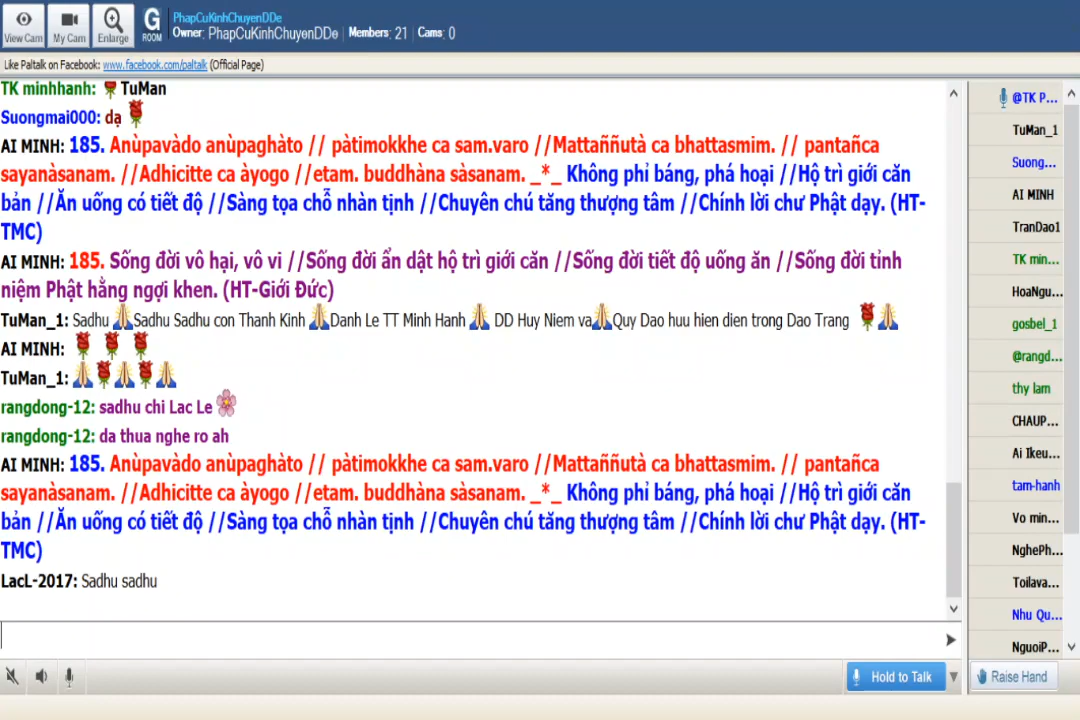 View Cam My Cam Enlarge G ROOM
PhapCuKinhChuyenDDe
Owner: PhapCuKinhChuyenDDe | Members: 21 | Cams: 0
Like Paltalk on Facebook: www.facebook.com/paltalk (Official Page)
TK minhhanh: 🌹TuMan
Suongmai000: dạ 🌹
AI MINH: 185. Anùpavàdo anùpaghàto // pàtimokkhe ca sam.varo //Mattaññutà ca bhattasmim. // pantañca
sayanàsanam. //Adhicitte ca àyogo //etam. buddhàna sàsanam. _*_ Không phỉ báng, phá hoại //Hộ trì giới căn
bản //Ăn uống có tiết độ //Sàng tọa chỗ nhàn tịnh //Chuyên chú tăng thượng tâm //Chính lời chư Phật dạy. (HT-
TMC)
AI MINH: 185. Sống đời vô hại, vô vi //Sống đời ẩn dật hộ trì giới căn //Sống đời tiết độ uống ăn //Sống đời tỉnh
niệm Phật hằng ngợi khen. (HT-Giới Đức)
TuMan_1: Sadhu 🙏Sadhu Sadhu con Thanh Kinh 🙏Danh Le TT Minh Hanh 🙏 DD Huy Niem va🙏Quy Dao huu hien dien trong Dao Trang 🌹🙏
AI MINH: 🌹 🌹 🌹
TuMan_1: 🙏🌹🙏🌹🙏
rangdong-12: sadhu chi Lac Le 🌸
rangdong-12: da thua nghe ro ah
AI MINH: 185. Anùpavàdo anùpaghàto // pàtimokkhe ca sam.varo //Mattaññutà ca bhattasmim. // pantañca
sayanàsanam. //Adhicitte ca àyogo //etam. buddhàna sàsanam. _*_ Không phỉ báng, phá hoại //Hộ trì giới căn
bản //Ăn uống có tiết độ //Sàng tọa chỗ nhàn tịnh //Chuyên chú tăng thượng tâm //Chính lời chư Phật dạy. (HT-
TMC)
LacL-2017: Sadhu sadhu
@TK P...
TuMan_1
Suong...
AI MINH
TranDao1
TK min...
HoaNgu...
gosbel_1
@rangd...
thy lam
CHAUP...
Ai Ikeu...
tam-hanh
Vo min...
NghePh...
Toilava...
Nhu Qu...
NguoiP...
Hold to Talk
Raise Hand